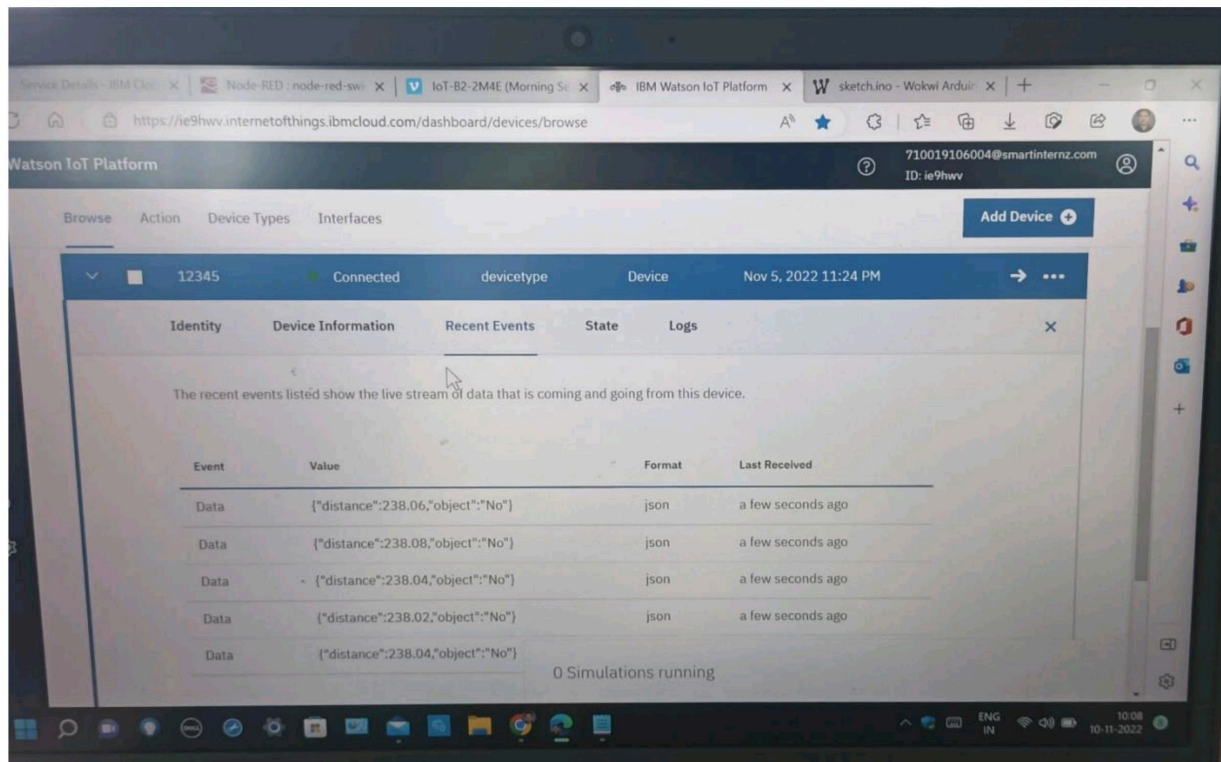 Service Details - IBM Clo
Node-RED : node-red-sw
IoT-B2-2M4E (Morning Se
IBM Watson IoT Platform
sketch.ino - Wokwi Arduin
https://ie9hwv.internetofthings.ibmcloud.com/dashboard/devices/browse
Watson IoT Platform
710019106004@smartinternz.com
ID: ie9hwv
Browse Action Device Types Interfaces Add Device
12345 Connected devicetype Device Nov 5, 2022 11:24 PM
Identity Device Information Recent Events State Logs
The recent events listed show the live stream of data that is coming and going from this device.
Event Value Format Last Received
Data {"distance":238.06,"object":"No"} json a few seconds ago
Data {"distance":238.08,"object":"No"} json a few seconds ago
Data {"distance":238.04,"object":"No"} json a few seconds ago
Data {"distance":238.02,"object":"No"} json a few seconds ago
Data {"distance":238.04,"object":"No"}
0 Simulations running
ENG 10:08
IN 10-11-2022